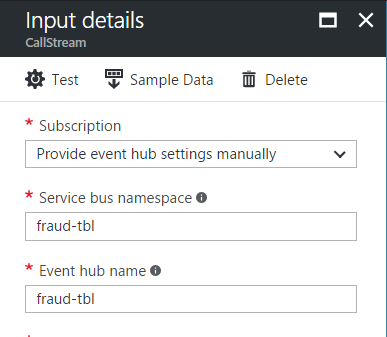 Input details
CallStream
Test Sample Data Delete
* Subscription
Provide event hub settings manually
* Service bus namespace
fraud-tbl
* Event hub name
fraud-tbl